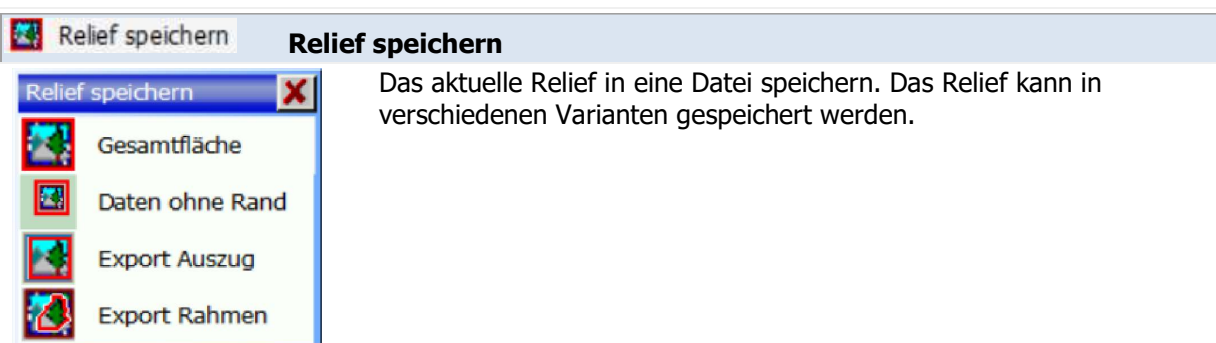 Relief speichern
Relief speichern
Relief speichern
Das aktuelle Relief in eine Datei speichern. Das Relief kann in
verschiedenen Varianten gespeichert werden.
Gesamtfläche
Daten ohne Rand
Export Auszug
Export Rahmen